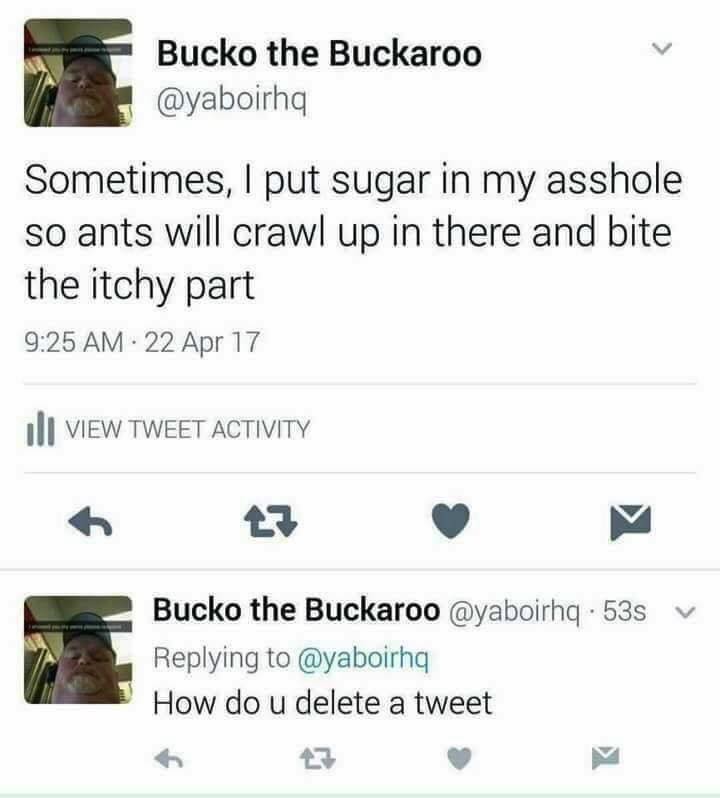 Bucko the Buckaroo
@yaboirhq
Sometimes, I put sugar in my asshole
so ants will crawl up in there and bite
the itchy part
9:25 AM · 22 Apr 17
VIEW TWEET ACTIVITY
Bucko the Buckaroo @yaboirhq · 53s
Replying to @yaboirhq
How do u delete a tweet